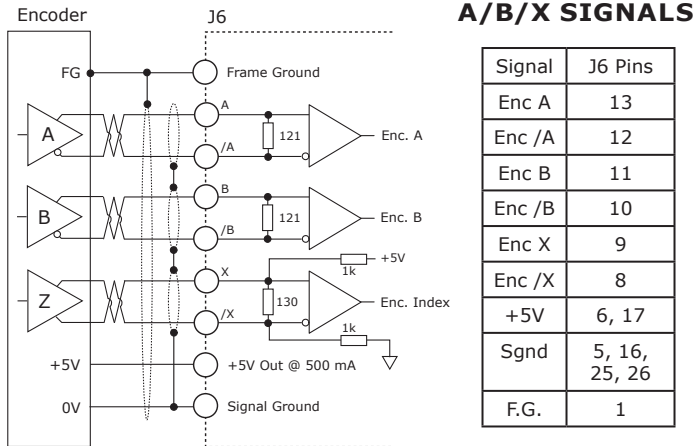 Encoder
J6
A/B/X SIGNALS
FG
Frame Ground
A
A
121
Enc. A
/A
B
B
121
Enc. B
/B
+5V
1k
Z
X
130
Enc. Index
/X
1k
+5V
+5V Out @ 500 mA
0V
Signal Ground
Signal J6 Pins
Enc A 13
Enc /A 12
Enc B 11
Enc /B 10
Enc X 9
Enc /X 8
+5V 6, 17
Sgnd 5, 16,
25, 26
F.G. 1